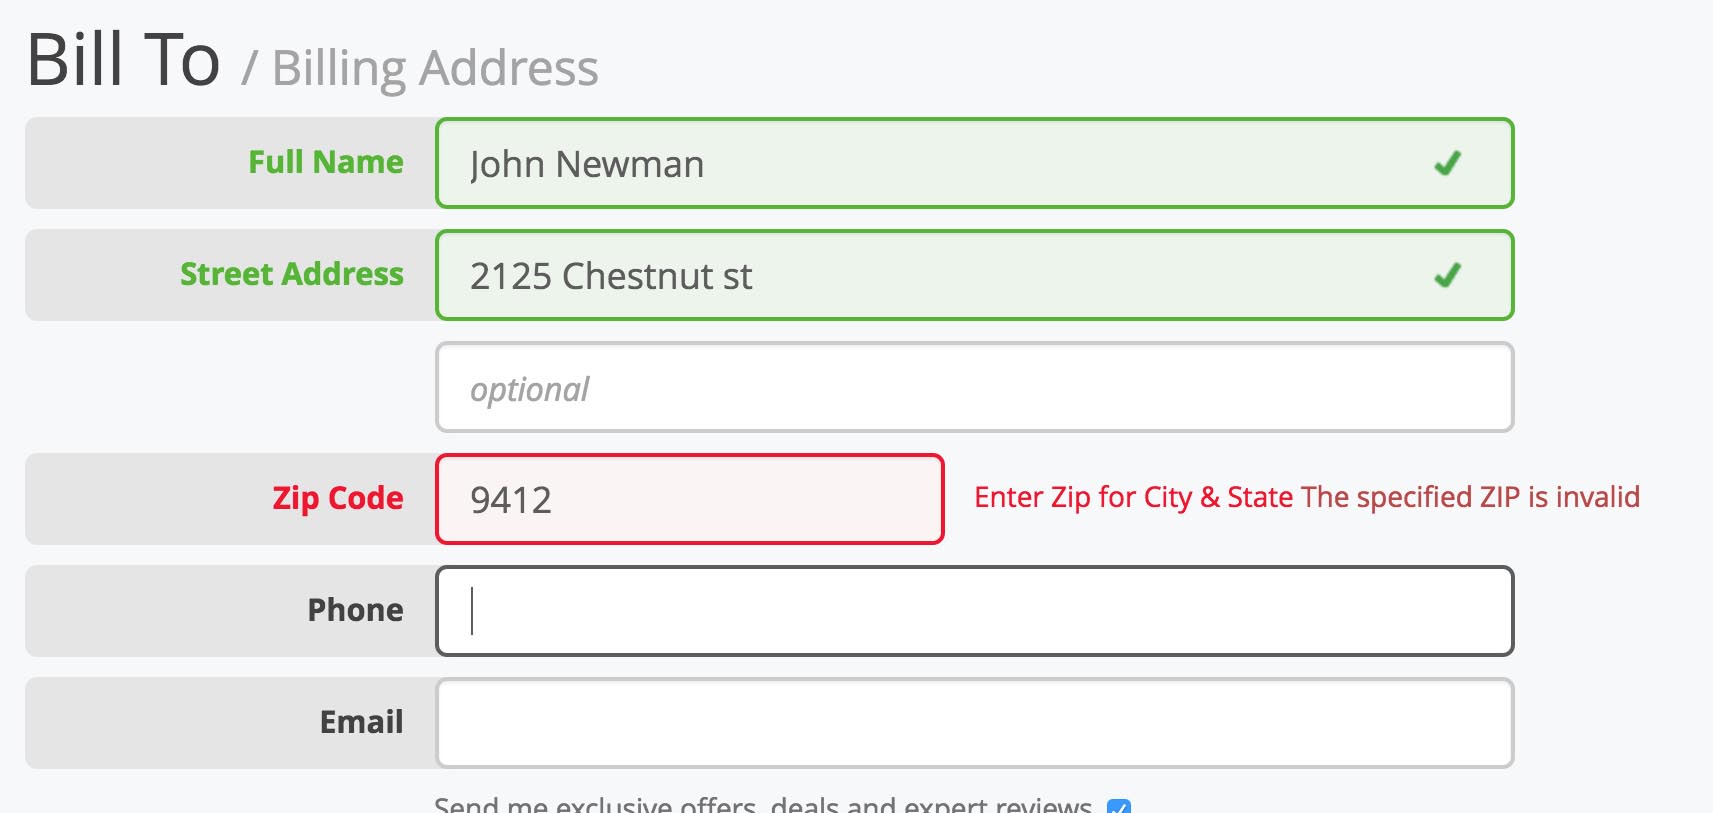 Bill To / Billing Address
Full Name John Newman
Street Address 2125 Chestnut st
optional
Zip Code 9412 Enter Zip for City & State The specified ZIP is invalid
Phone
Email
Send me exclusive offers, deals and expert reviews